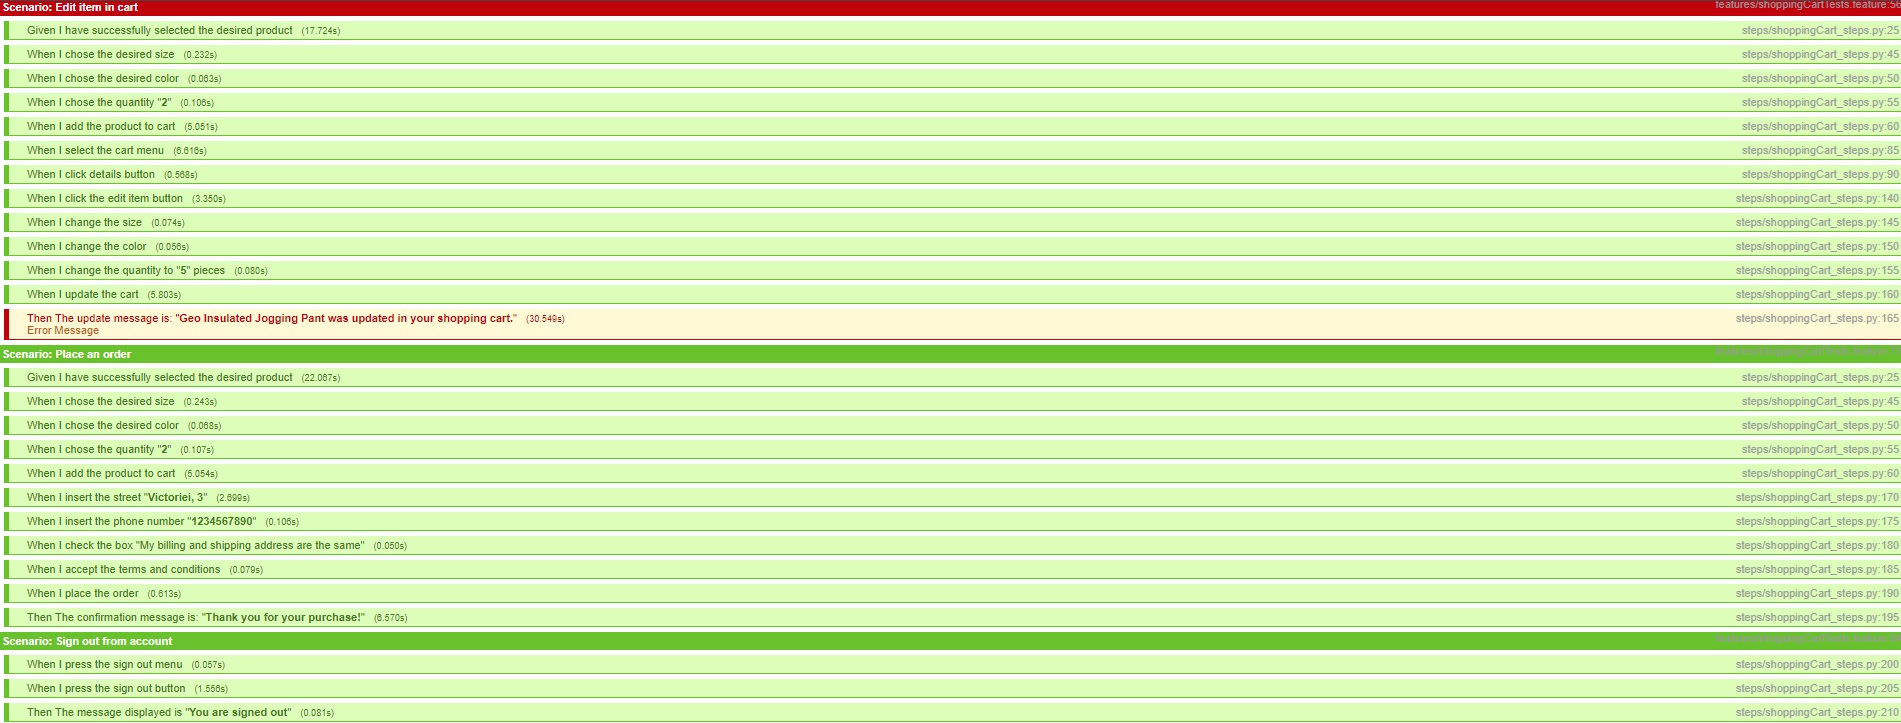 Scenario: Edit item in cart features/shoppingCartTests.feature:56
Given I have successfully selected the desired product (17.724s) steps/shoppingCart_steps.py:25
When I chose the desired size (0.232s) steps/shoppingCart_steps.py:45
When I chose the desired color (0.063s) steps/shoppingCart_steps.py:50
When I chose the quantity "2" (0.106s) steps/shoppingCart_steps.py:55
When I add the product to cart (5.051s) steps/shoppingCart_steps.py:60
When I select the cart menu (6.616s) steps/shoppingCart_steps.py:85
When I click details button (0.568s) steps/shoppingCart_steps.py:90
When I click the edit item button (3.350s) steps/shoppingCart_steps.py:140
When I change the size (0.074s) steps/shoppingCart_steps.py:145
When I change the color (0.056s) steps/shoppingCart_steps.py:150
When I change the quantity to "5" pieces (0.080s) steps/shoppingCart_steps.py:155
When I update the cart (5.803s) steps/shoppingCart_steps.py:160
Then The update message is: "Geo Insulated Jogging Pant was updated in your shopping cart." (30.549s) steps/shoppingCart_steps.py:165
Error Message
Scenario: Place an order
Given I have successfully selected the desired product (22.067s) steps/shoppingCart_steps.py:25
When I chose the desired size (0.243s) steps/shoppingCart_steps.py:45
When I chose the desired color (0.068s) steps/shoppingCart_steps.py:50
When I chose the quantity "2" (0.107s) steps/shoppingCart_steps.py:55
When I add the product to cart (5.054s) steps/shoppingCart_steps.py:60
When I insert the street "Victoriei, 3" (2.699s) steps/shoppingCart_steps.py:170
When I insert the phone number "1234567890" (0.106s) steps/shoppingCart_steps.py:175
When I check the box "My billing and shipping address are the same" (0.050s) steps/shoppingCart_steps.py:180
When I accept the terms and conditions (0.079s) steps/shoppingCart_steps.py:185
When I place the order (0.613s) steps/shoppingCart_steps.py:190
Then The confirmation message is: "Thank you for your purchase!" (6.570s) steps/shoppingCart_steps.py:195
Scenario: Sign out from account
When I press the sign out menu (0.057s) steps/shoppingCart_steps.py:200
When I press the sign out button (1.556s) steps/shoppingCart_steps.py:205
Then The message displayed is "You are signed out" (0.081s) steps/shoppingCart_steps.py:210